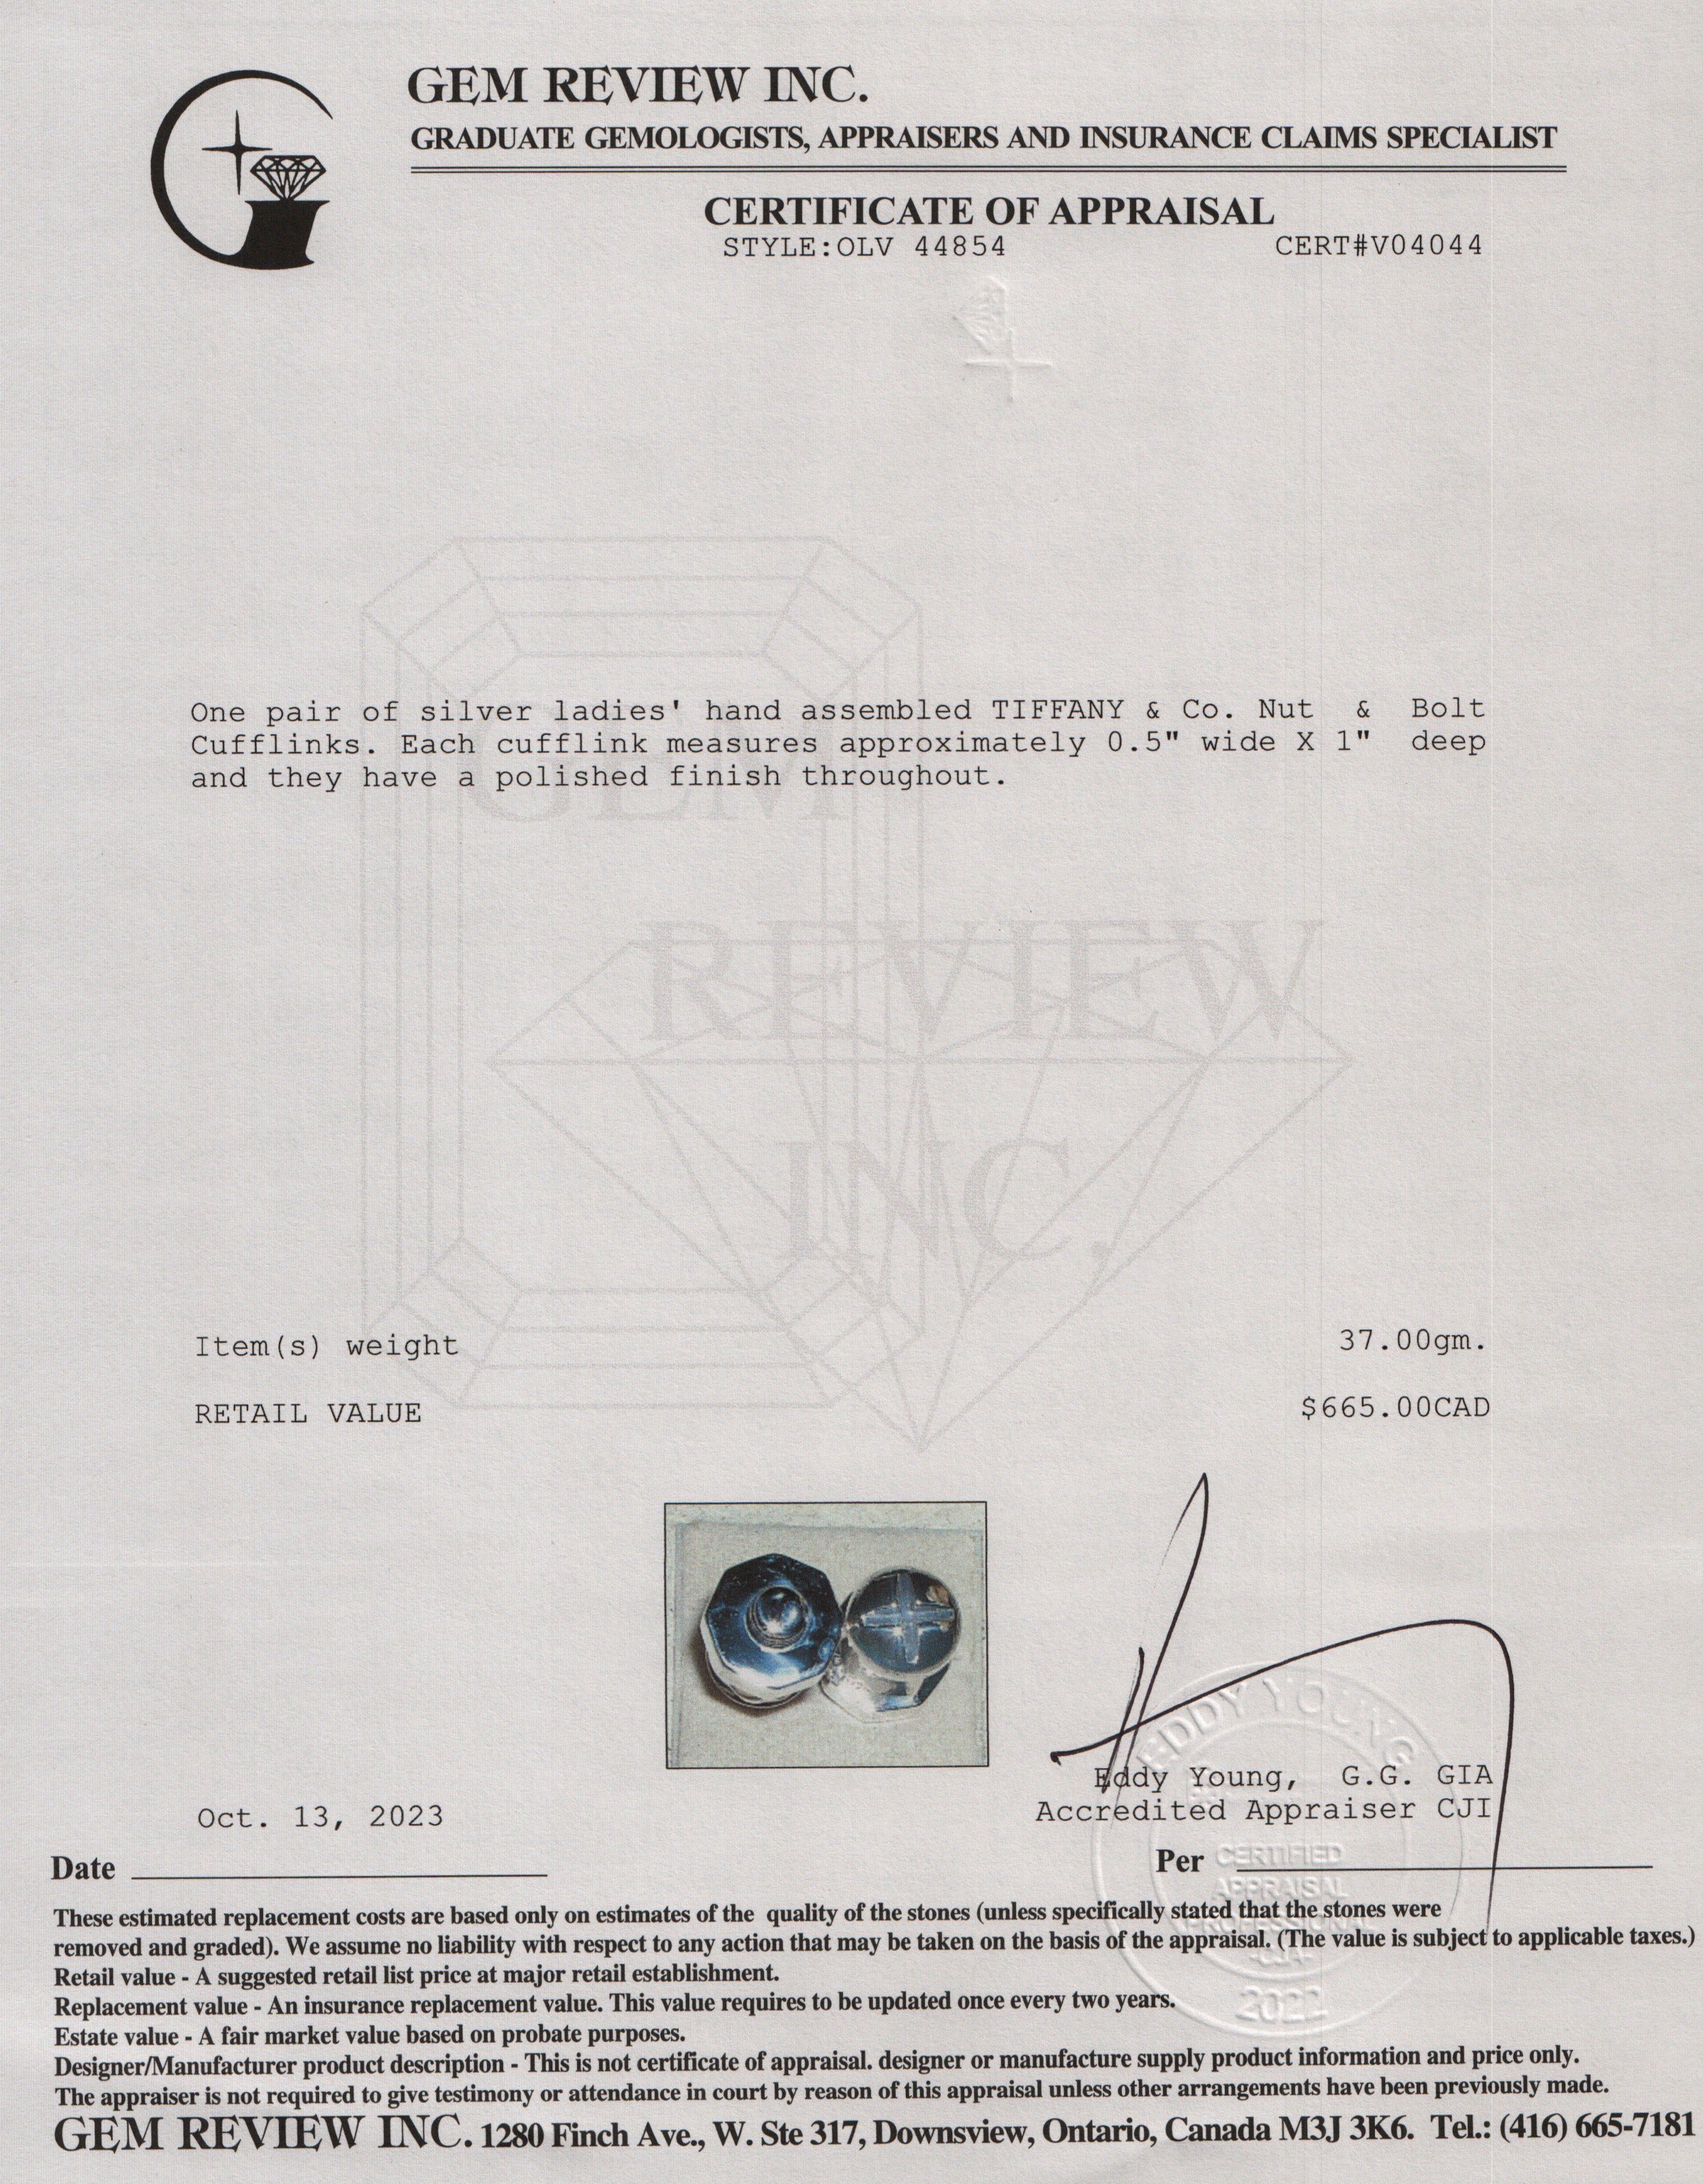 GEM REVIEW INC.
GRADUATE GEMOLOGISTS, APPRAISERS AND INSURANCE CLAIMS SPECIALIST
CERTIFICATE OF APPRAISAL
STYLE:OLV 44854 CERT#V04044
One pair of silver ladies' hand assembled TIFFANY & Co. Nut & Bolt
Cufflinks. Each cufflink measures approximately 0.5" wide X 1" deep
and they have a polished finish throughout.
GEM
REVIEW
INC.
Item(s) weight 37.00gm.
RETAIL VALUE $665.00CAD
EDDY YOUNG
Eddy Young, G.G. GIA
Accredited Appraiser CJI
Oct. 13, 2023
Date
Per
CERTIFIED
APPRAISAL
PROFESSIONAL
2022
These estimated replacement costs are based only on estimates of the quality of the stones (unless specifically stated that the stones were
removed and graded). We assume no liability with respect to any action that may be taken on the basis of the appraisal. (The value is subject to applicable taxes.)
Retail value - A suggested retail list price at major retail establishment.
Replacement value - An insurance replacement value. This value requires to be updated once every two years.
Estate value - A fair market value based on probate purposes.
Designer/Manufacturer product description - This is not certificate of appraisal. designer or manufacture supply product information and price only.
The appraiser is not required to give testimony or attendance in court by reason of this appraisal unless other arrangements have been previously made.
GEM REVIEW INC. 1280 Finch Ave., W. Ste 317, Downsview, Ontario, Canada M3J 3K6. Tel.: (416) 665-7181